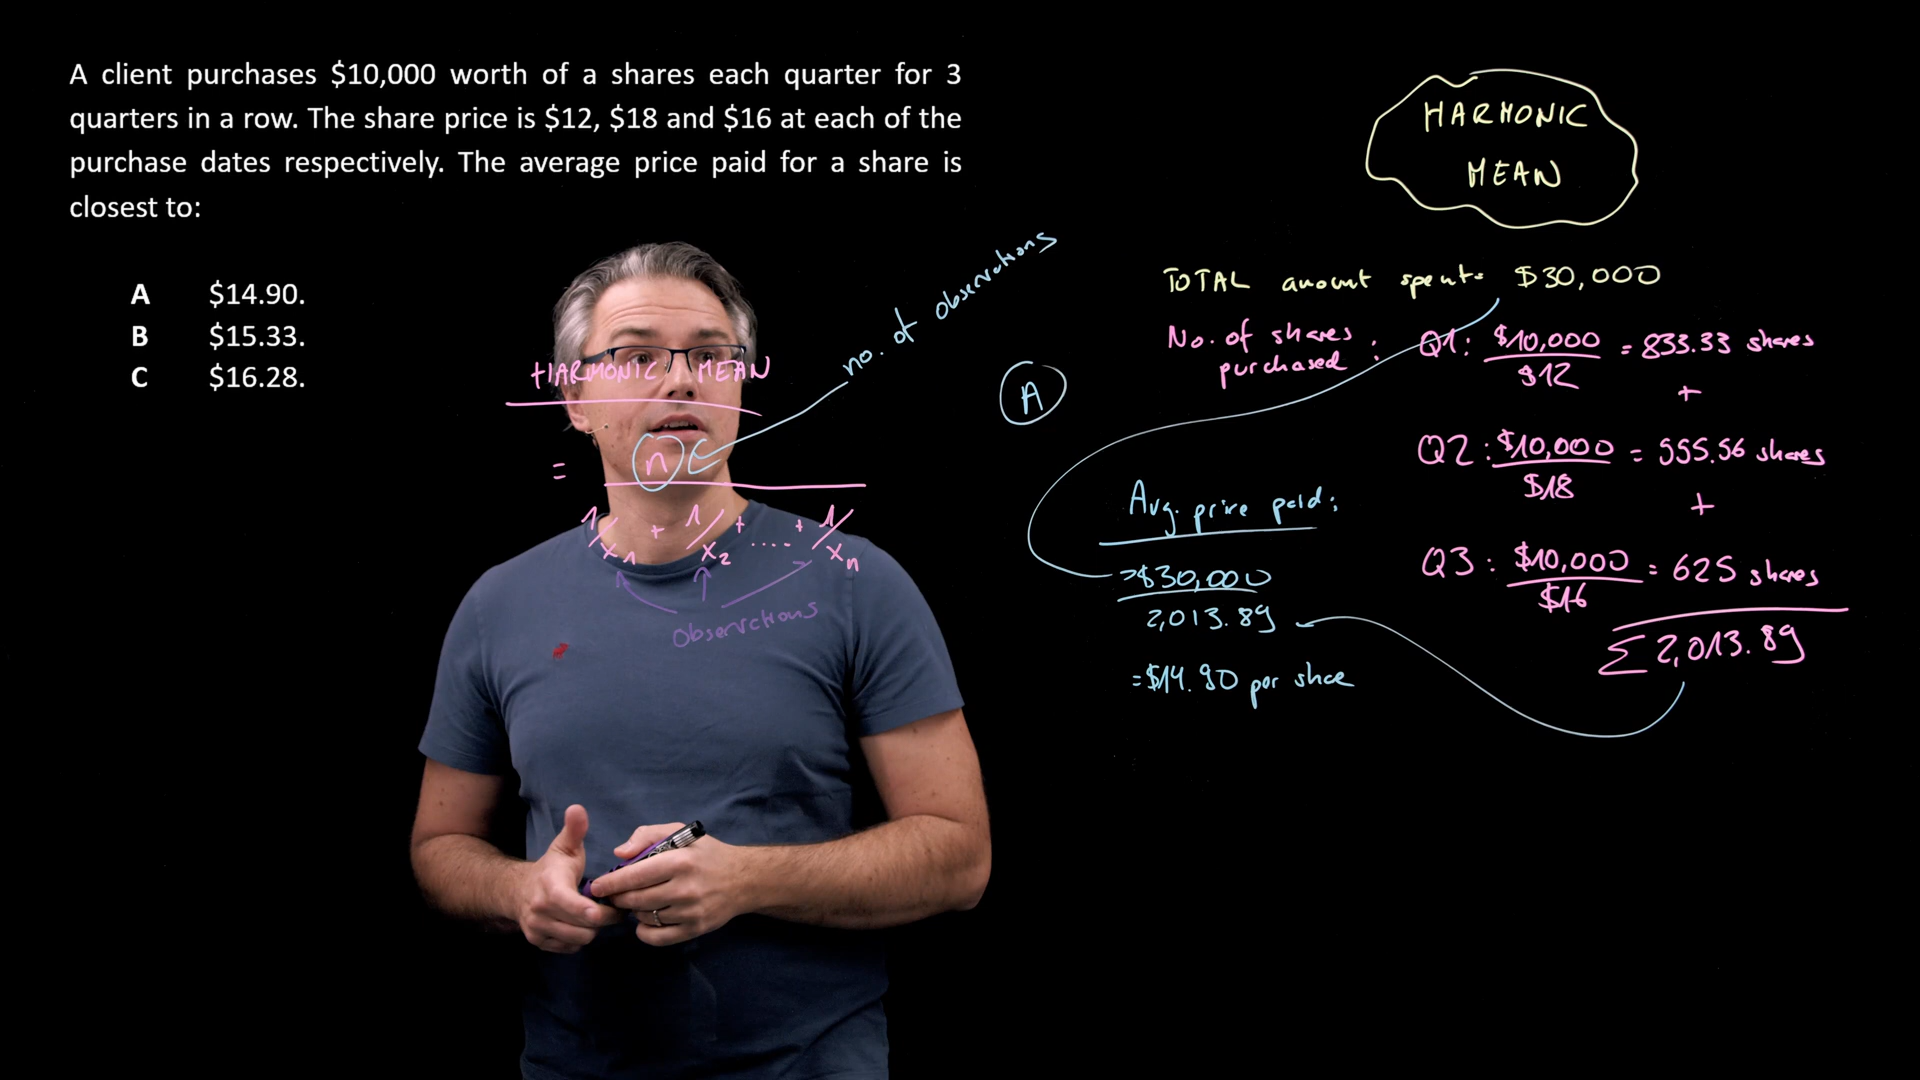 A client purchases $10,000 worth of a shares each quarter for 3
quarters in a row. The share price is $12, $18 and $16 at each of the
purchase dates respectively. The average price paid for a share is
closest to:
A $14.90.
B $15.33.
C $16.28.
HARMONIC MEAN
= n
1/x1 + 1/x2 + .... + 1/xn
Observations
no. of observations
A
HARMONIC
MEAN
TOTAL amount spent: $30,000
No. of shares
purchased :
Q1: $10,000
$12
= 833.33 shares
+
Q2: $10,000
$18
= 555.56 shares
+
Q3: $10,000
$16
= 625 shares
Σ 2,013.89
Avg. price paid:
$30,000
2,013.89
= $14.90 per share